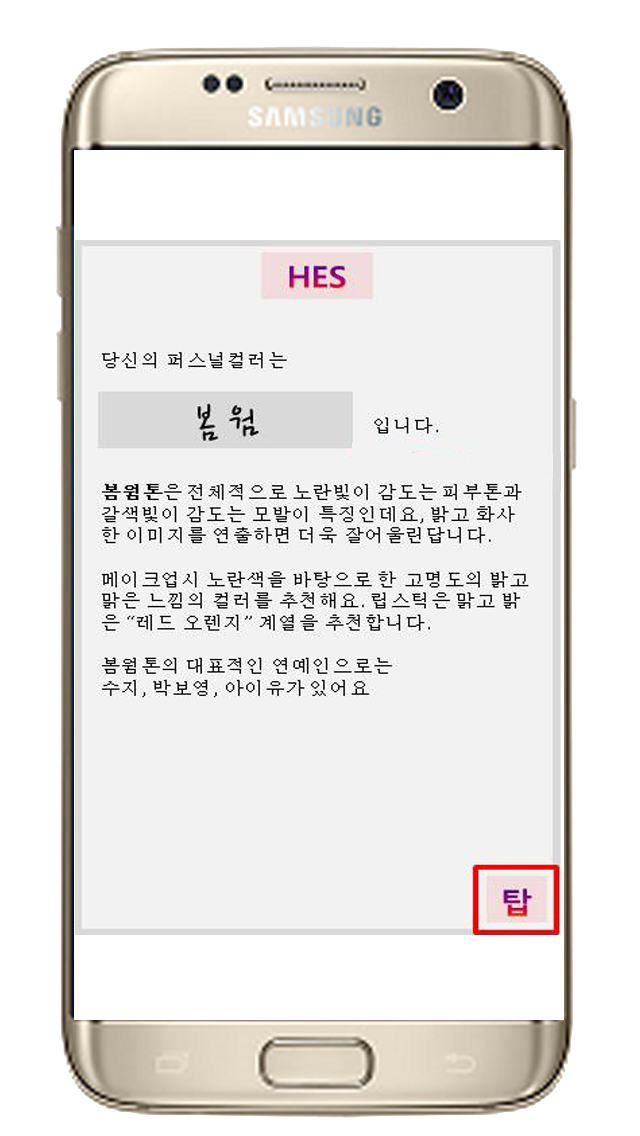 SAMSUNG
HES
당신의 퍼스널컬러는
봄 웜 입니다.
봄웜톤은 전체적으로 노란빛이 감도는 피부톤과
갈색빛이 감도는 모발이 특징인데요, 밝고 화사
한 이미지를 연출하면 더욱 잘어울린답니다.
메이크업시 노란색을 바탕으로 한 고명도의 밝고
맑은 느낌의 컬러를 추천해요. 립스틱은 맑고 밝
은 “레드 오렌지” 계열을 추천합니다.
봄웜톤의 대표적인 연예인으로는
수지, 박보영, 아이유가 있어요
탑